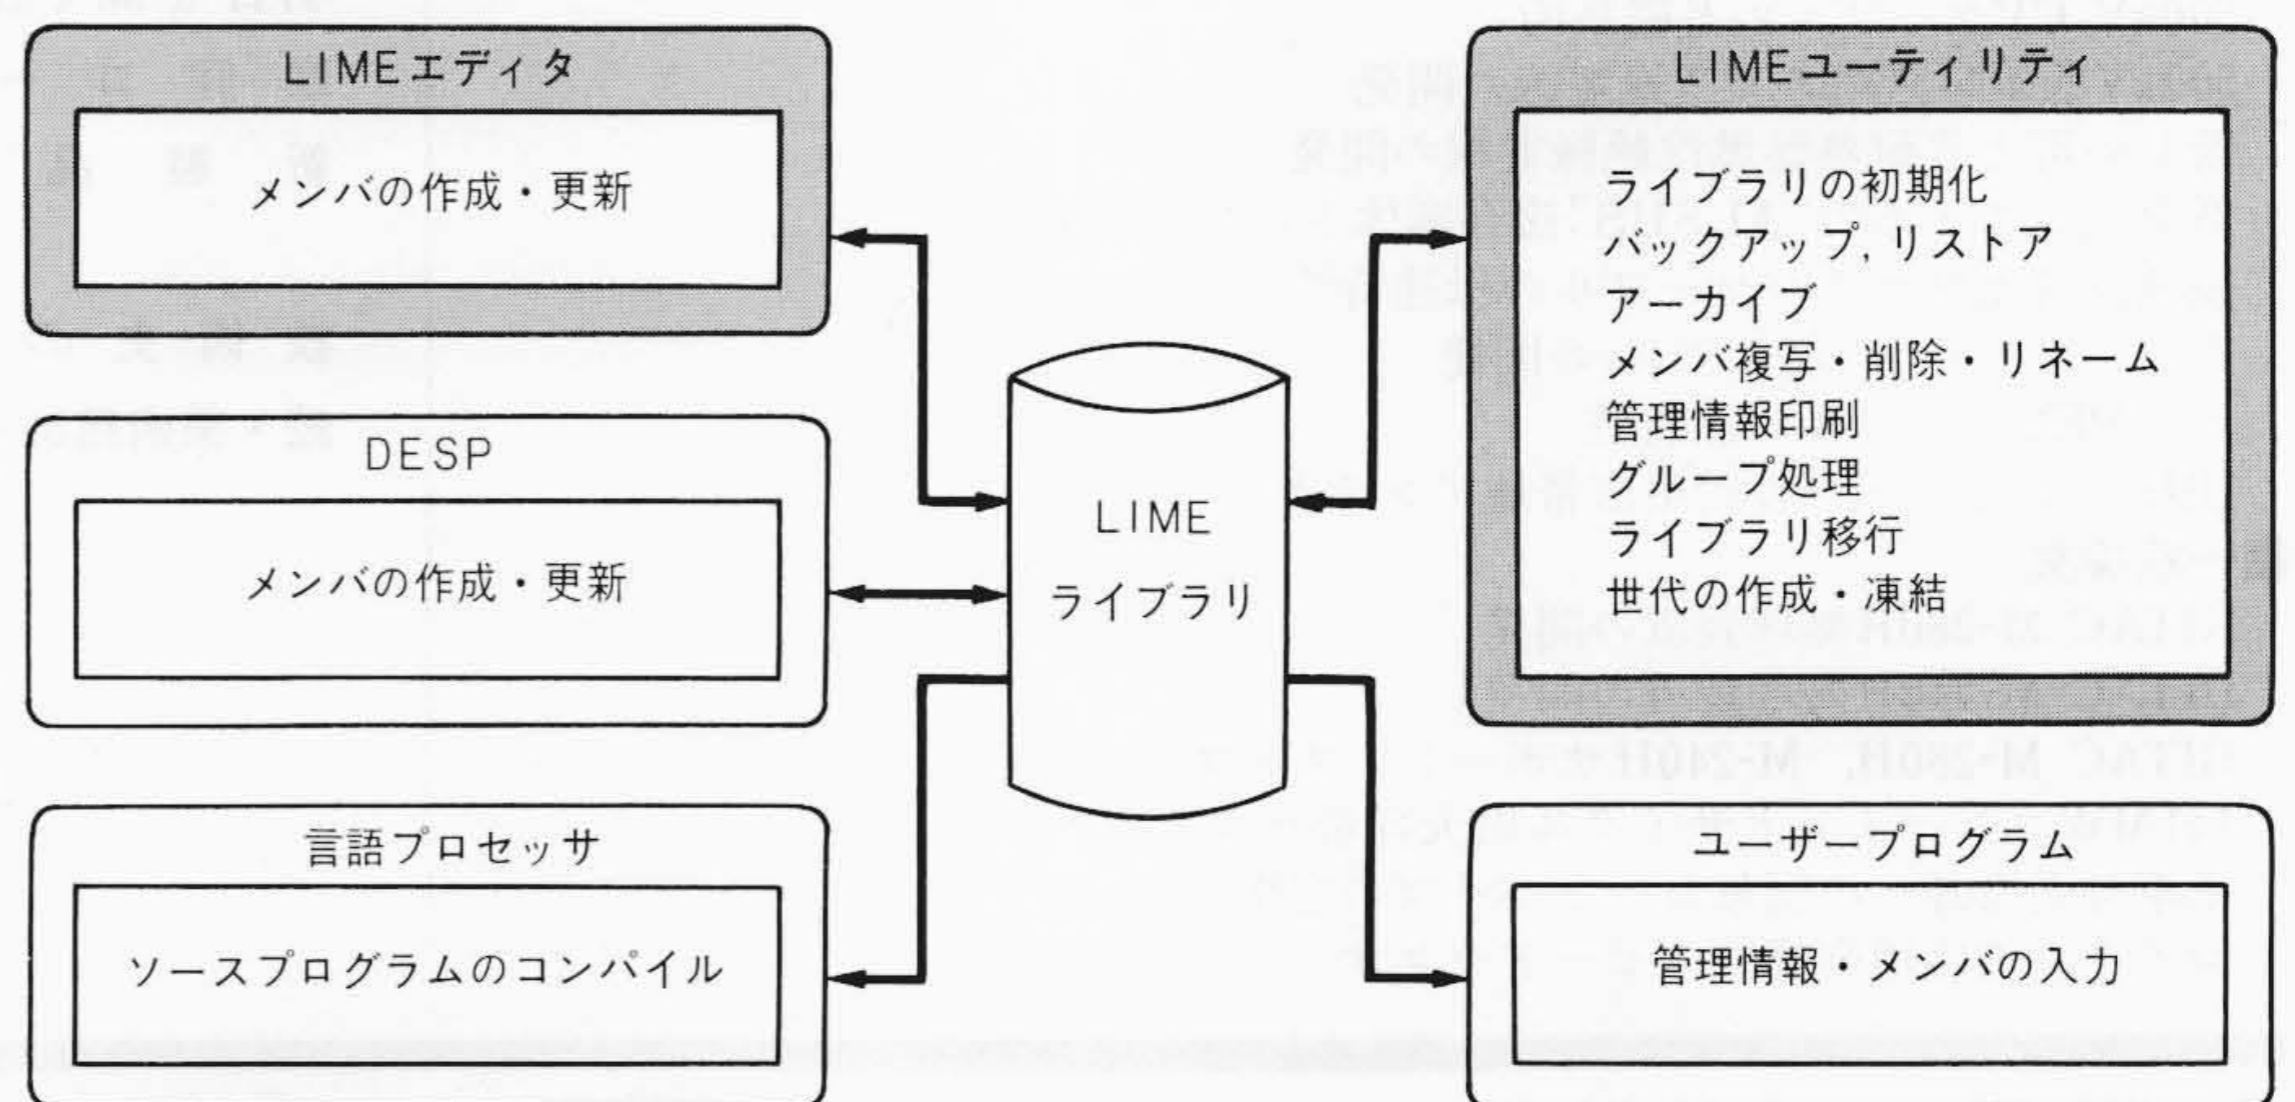 LIMEエディタ
メンバの作成・更新
DESP
メンバの作成・更新
言語プロセッサ
ソースプログラムのコンパイル
LIME
ライブラリ
LIMEユーティリティ
ライブラリの初期化
バックアップ, リストア
アーカイブ
メンバ複写・削除・リネーム
管理情報印刷
グループ処理
ライブラリ移行
世代の作成・凍結
ユーザープログラム
管理情報・メンバの入力